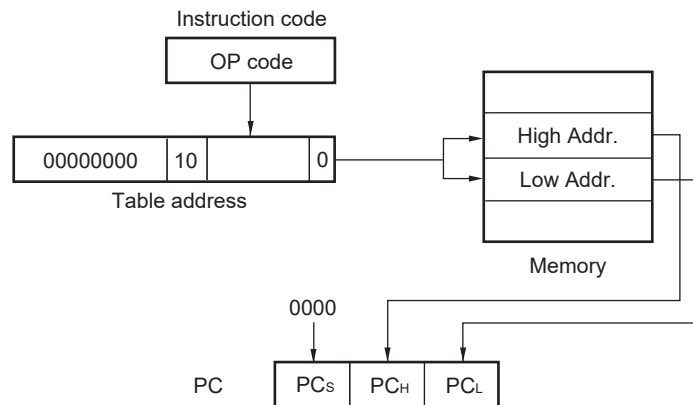 Instruction code
OP code
00000000 10 0
Table address
High Addr.
Low Addr.
Memory
0000
PC PCS PCH PCL